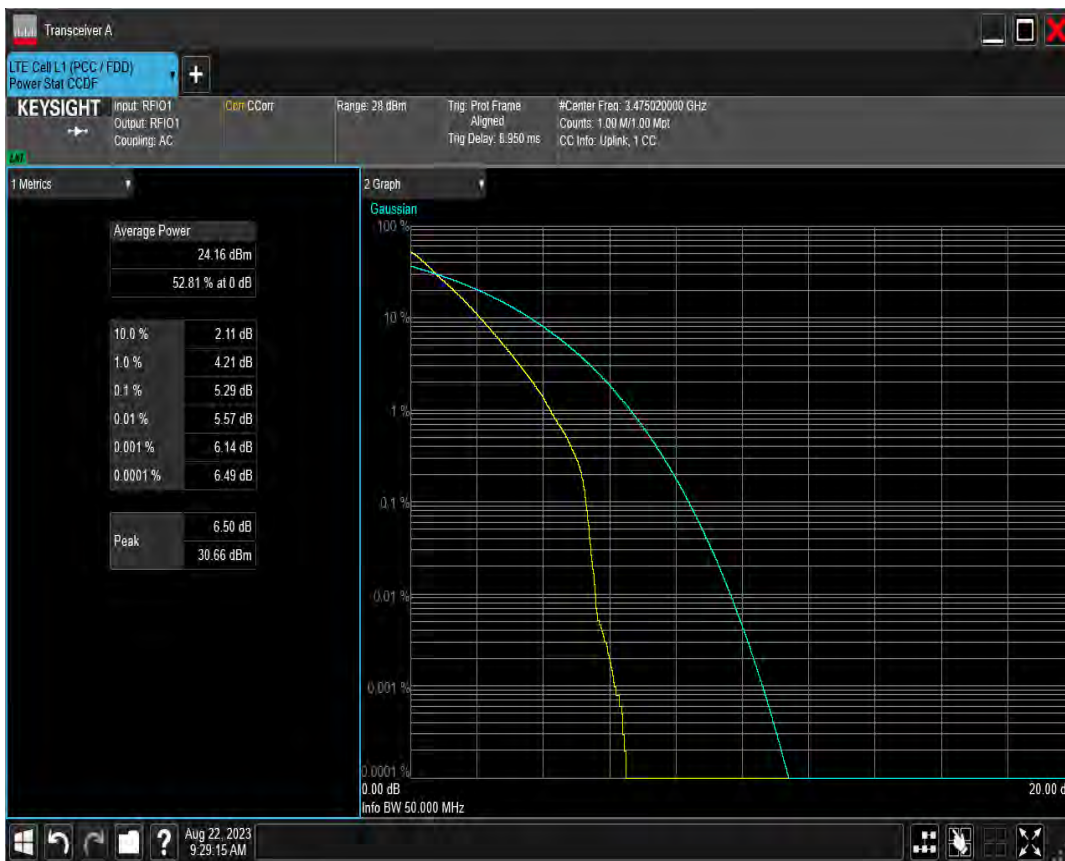 Transceiver A
LTE Cell L1 (PCC / FDD)
Power Stat CCDF
KEYSIGHT
Input: RFIO1
Output: RFIO1
Coupling: AC
Corr CCorr
Range: 28 dBm
Trig: Prot Frame
Aligned
Trig Delay: 6.950 ms
#Center Freq: 3.475020000 GHz
Counts: 1.00 M/1.00 Mpt
CC Info: Uplink, 1 CC
1 Metrics
Average Power
24.16 dBm
52.81 % at 0 dB
10.0 % 2.11 dB
1.0 % 4.21 dB
0.1 % 5.29 dB
0.01 % 5.57 dB
0.001 % 6.14 dB
0.0001 % 6.49 dB
Peak
6.50 dB
30.66 dBm
2 Graph
Gaussian
100 %
10 %
1 %
0.1 %
0.01 %
0.001 %
0.0001 %
0.00 dB
20.00 d
Info BW 50.000 MHz
Aug 22, 2023
9:29:15 AM